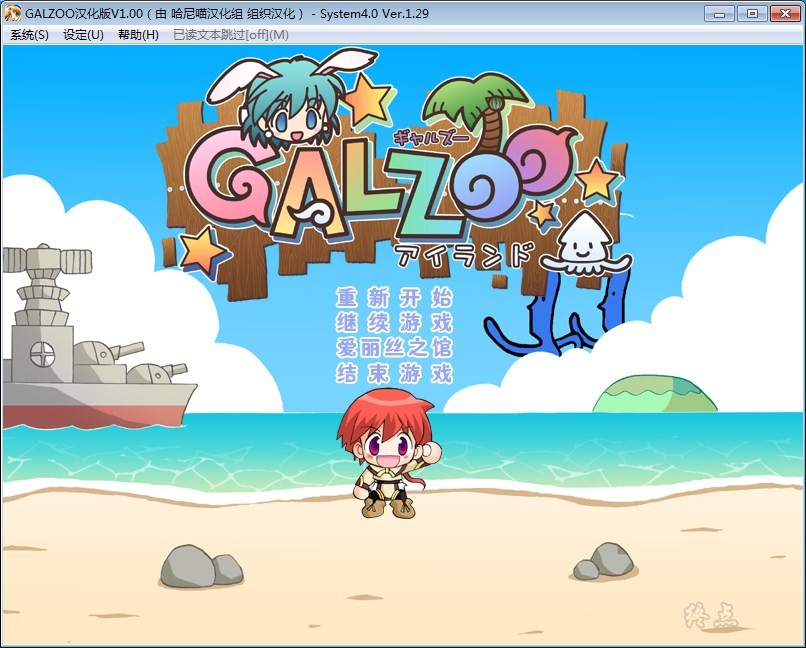 GALZOO汉化版V1.00（由 哈尼喵汉化组 组织汉化） - System4.0 Ver.1.29
系统(S) 设定(U) 帮助(H) 已读文本跳过[off](M)
ギャルズー
GALZOO
アイランド
重新开始
继续游戏
爱丽丝之馆
结束游戏
终点